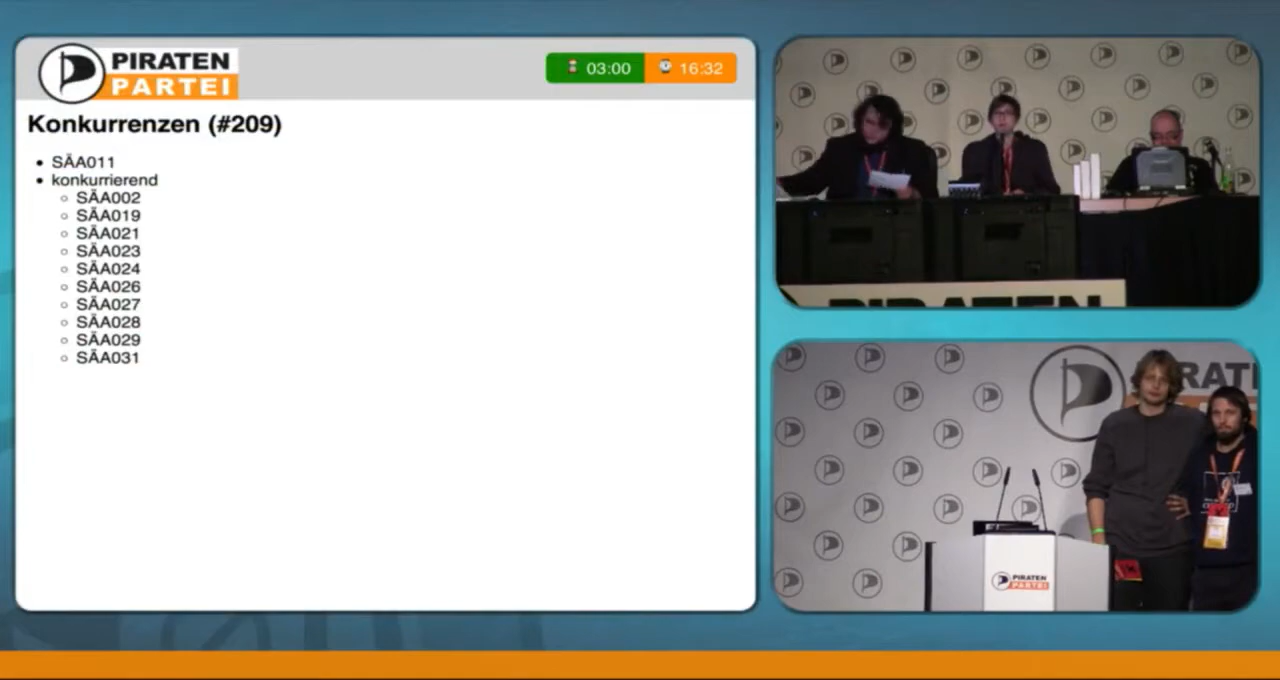 PIRATEN
PARTEI
03:00
16:32
Konkurrenzen (#209)
SÄA011
konkurrierend
SÄA002
SÄA019
SÄA021
SÄA023
SÄA024
SÄA026
SÄA027
SÄA028
SÄA029
SÄA031
PIRATEN
PIRATEN
PARTEI